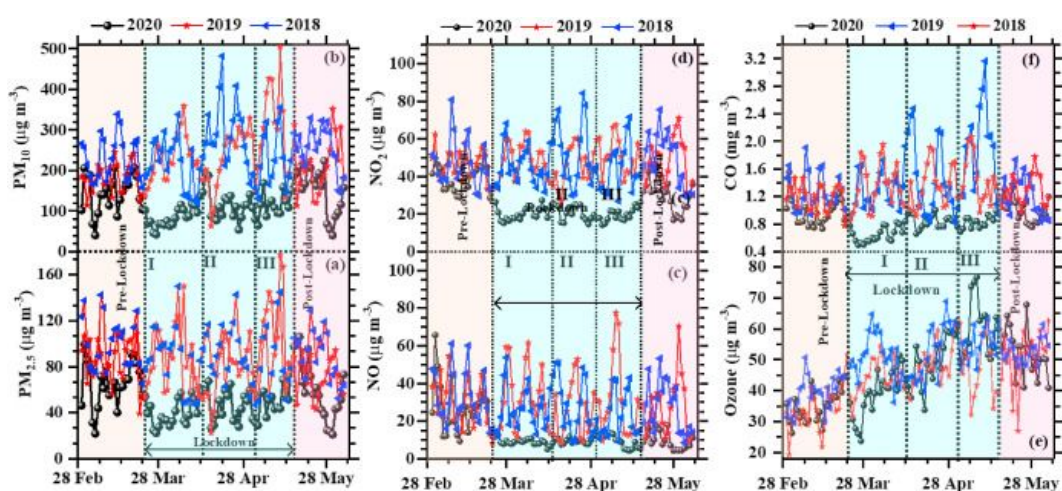 2020 2019 2018
2020 2019 2018
2020 2019 2018
500
400
300
200
100
0
PM10 (µg m-3)
(b)
160
120
80
40
0
PM2.5 (µg m-3)
Pre-Lockdown
I
II
III
(a)
Post-Lockdown
Lockdown
28 Feb 28 Mar 28 Apr 28 May
100
80
60
40
20
0
NO2 (µg m-3)
(d)
Pre-Lockdown
II
III
Post-Lockdown
100
80
60
40
20
0
NO (µg m-3)
I
II
III
(c)
28 Feb 28 Mar 28 Apr 28 May
3.2
2.8
2.4
2.0
1.6
1.2
0.8
0.4
CO (mg m-3)
(f)
80
70
60
50
40
30
20
Ozone (µg m-3)
Pre-Lockdown
I
II
III
Lockdown
Post-Lockdown
(e)
28 Feb 28 Mar 28 Apr 28 May